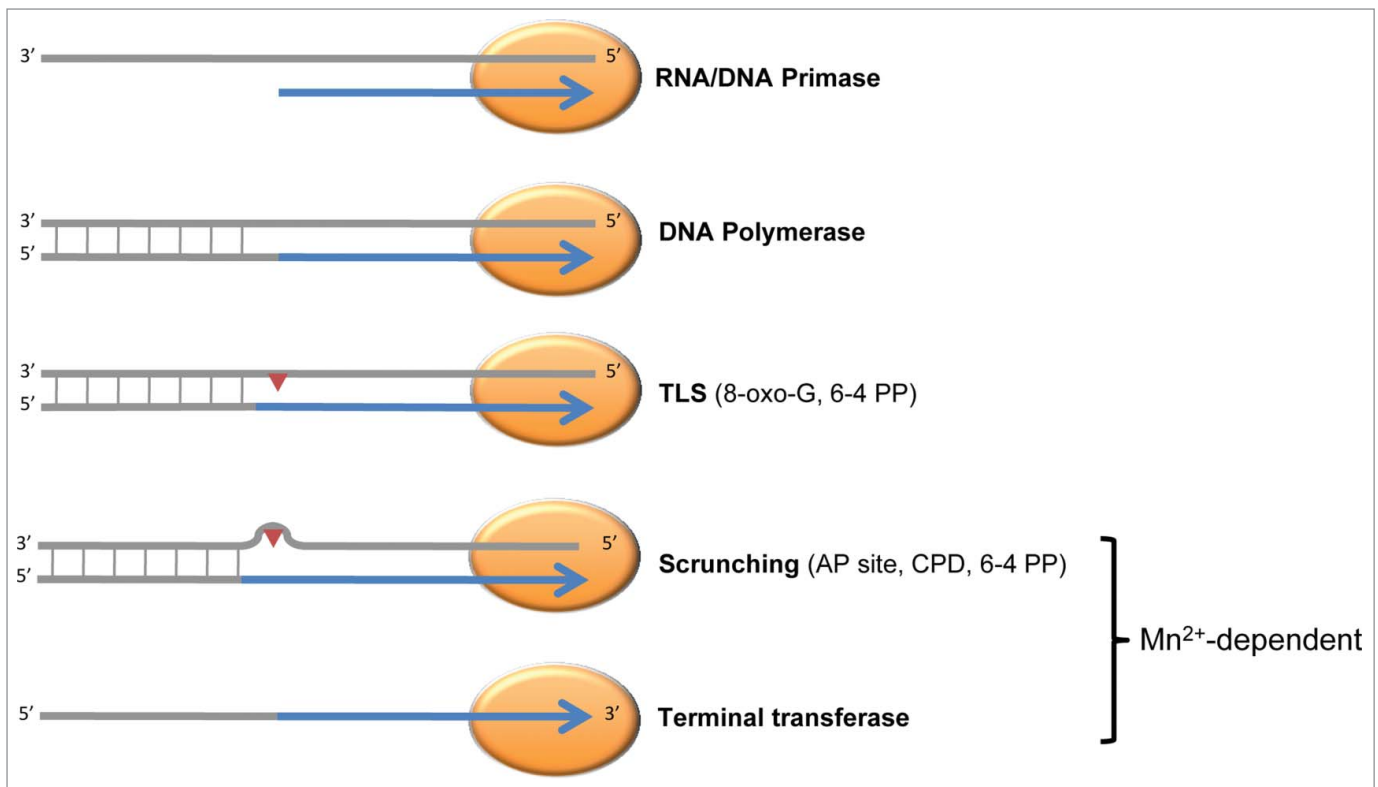 3′ 5′
RNA/DNA Primase
3′ 5′
DNA Polymerase
5′
3′ 5′
TLS (8-oxo-G, 6-4 PP)
5′
3′ 5′
Scrunching (AP site, CPD, 6-4 PP)
5′
Mn²⁺-dependent
5′ 3′
Terminal transferase